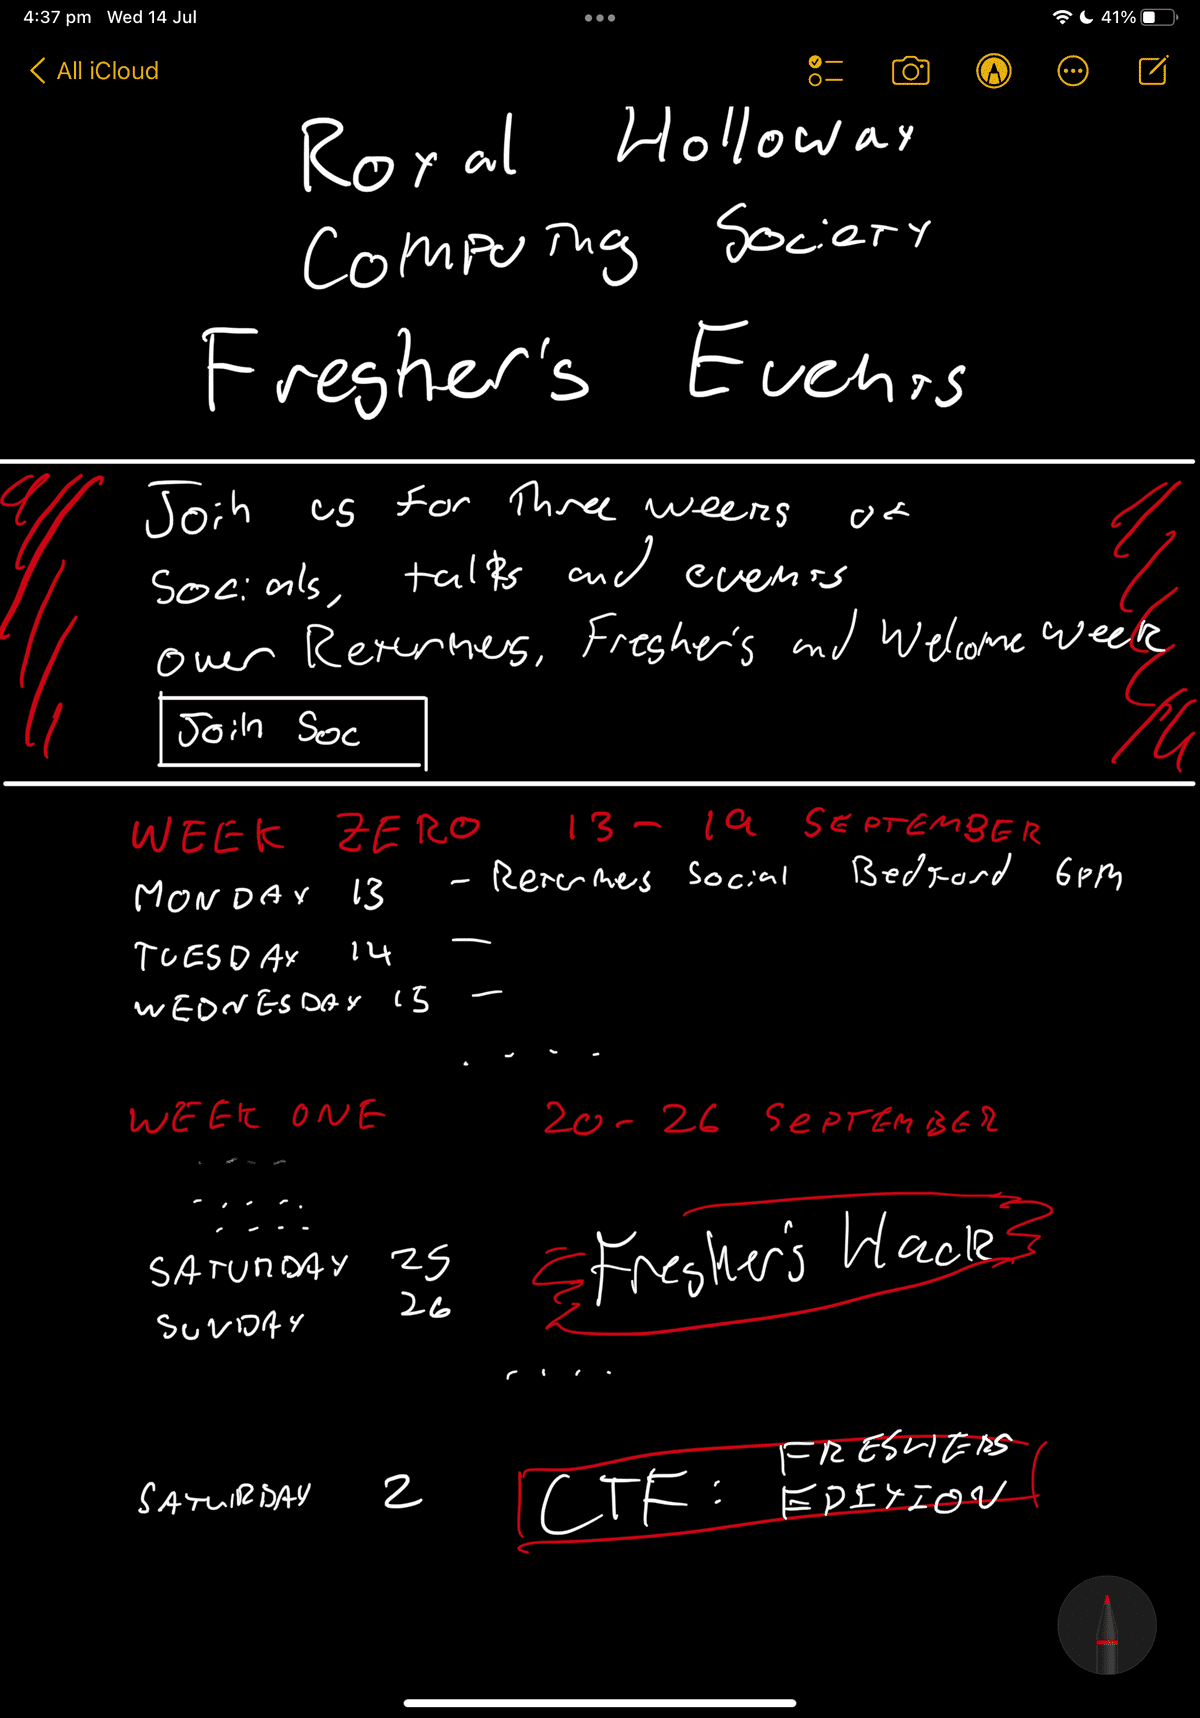 4:37 pm Wed 14 Jul
41%
All iCloud
Royal Holloway
Computing Society
Fresher's Events
Join us for three weeks of
Socials, talks and events
over Returners, Fresher's and Welcome week
Join Soc
WEEK ZERO 13 - 19 SEPTEMBER
MONDAY 13 - Returners Social Bedford 6pm
TUESDAY 14 -
WEDNESDAY 15 -
....
WEEK ONE 20 - 26 SEPTEMBER
....
....
....
SATURDAY 25 Fresher's Hack
SUNDAY 26
....
SATURDAY 2 CTF: FRESHERS
EDITION